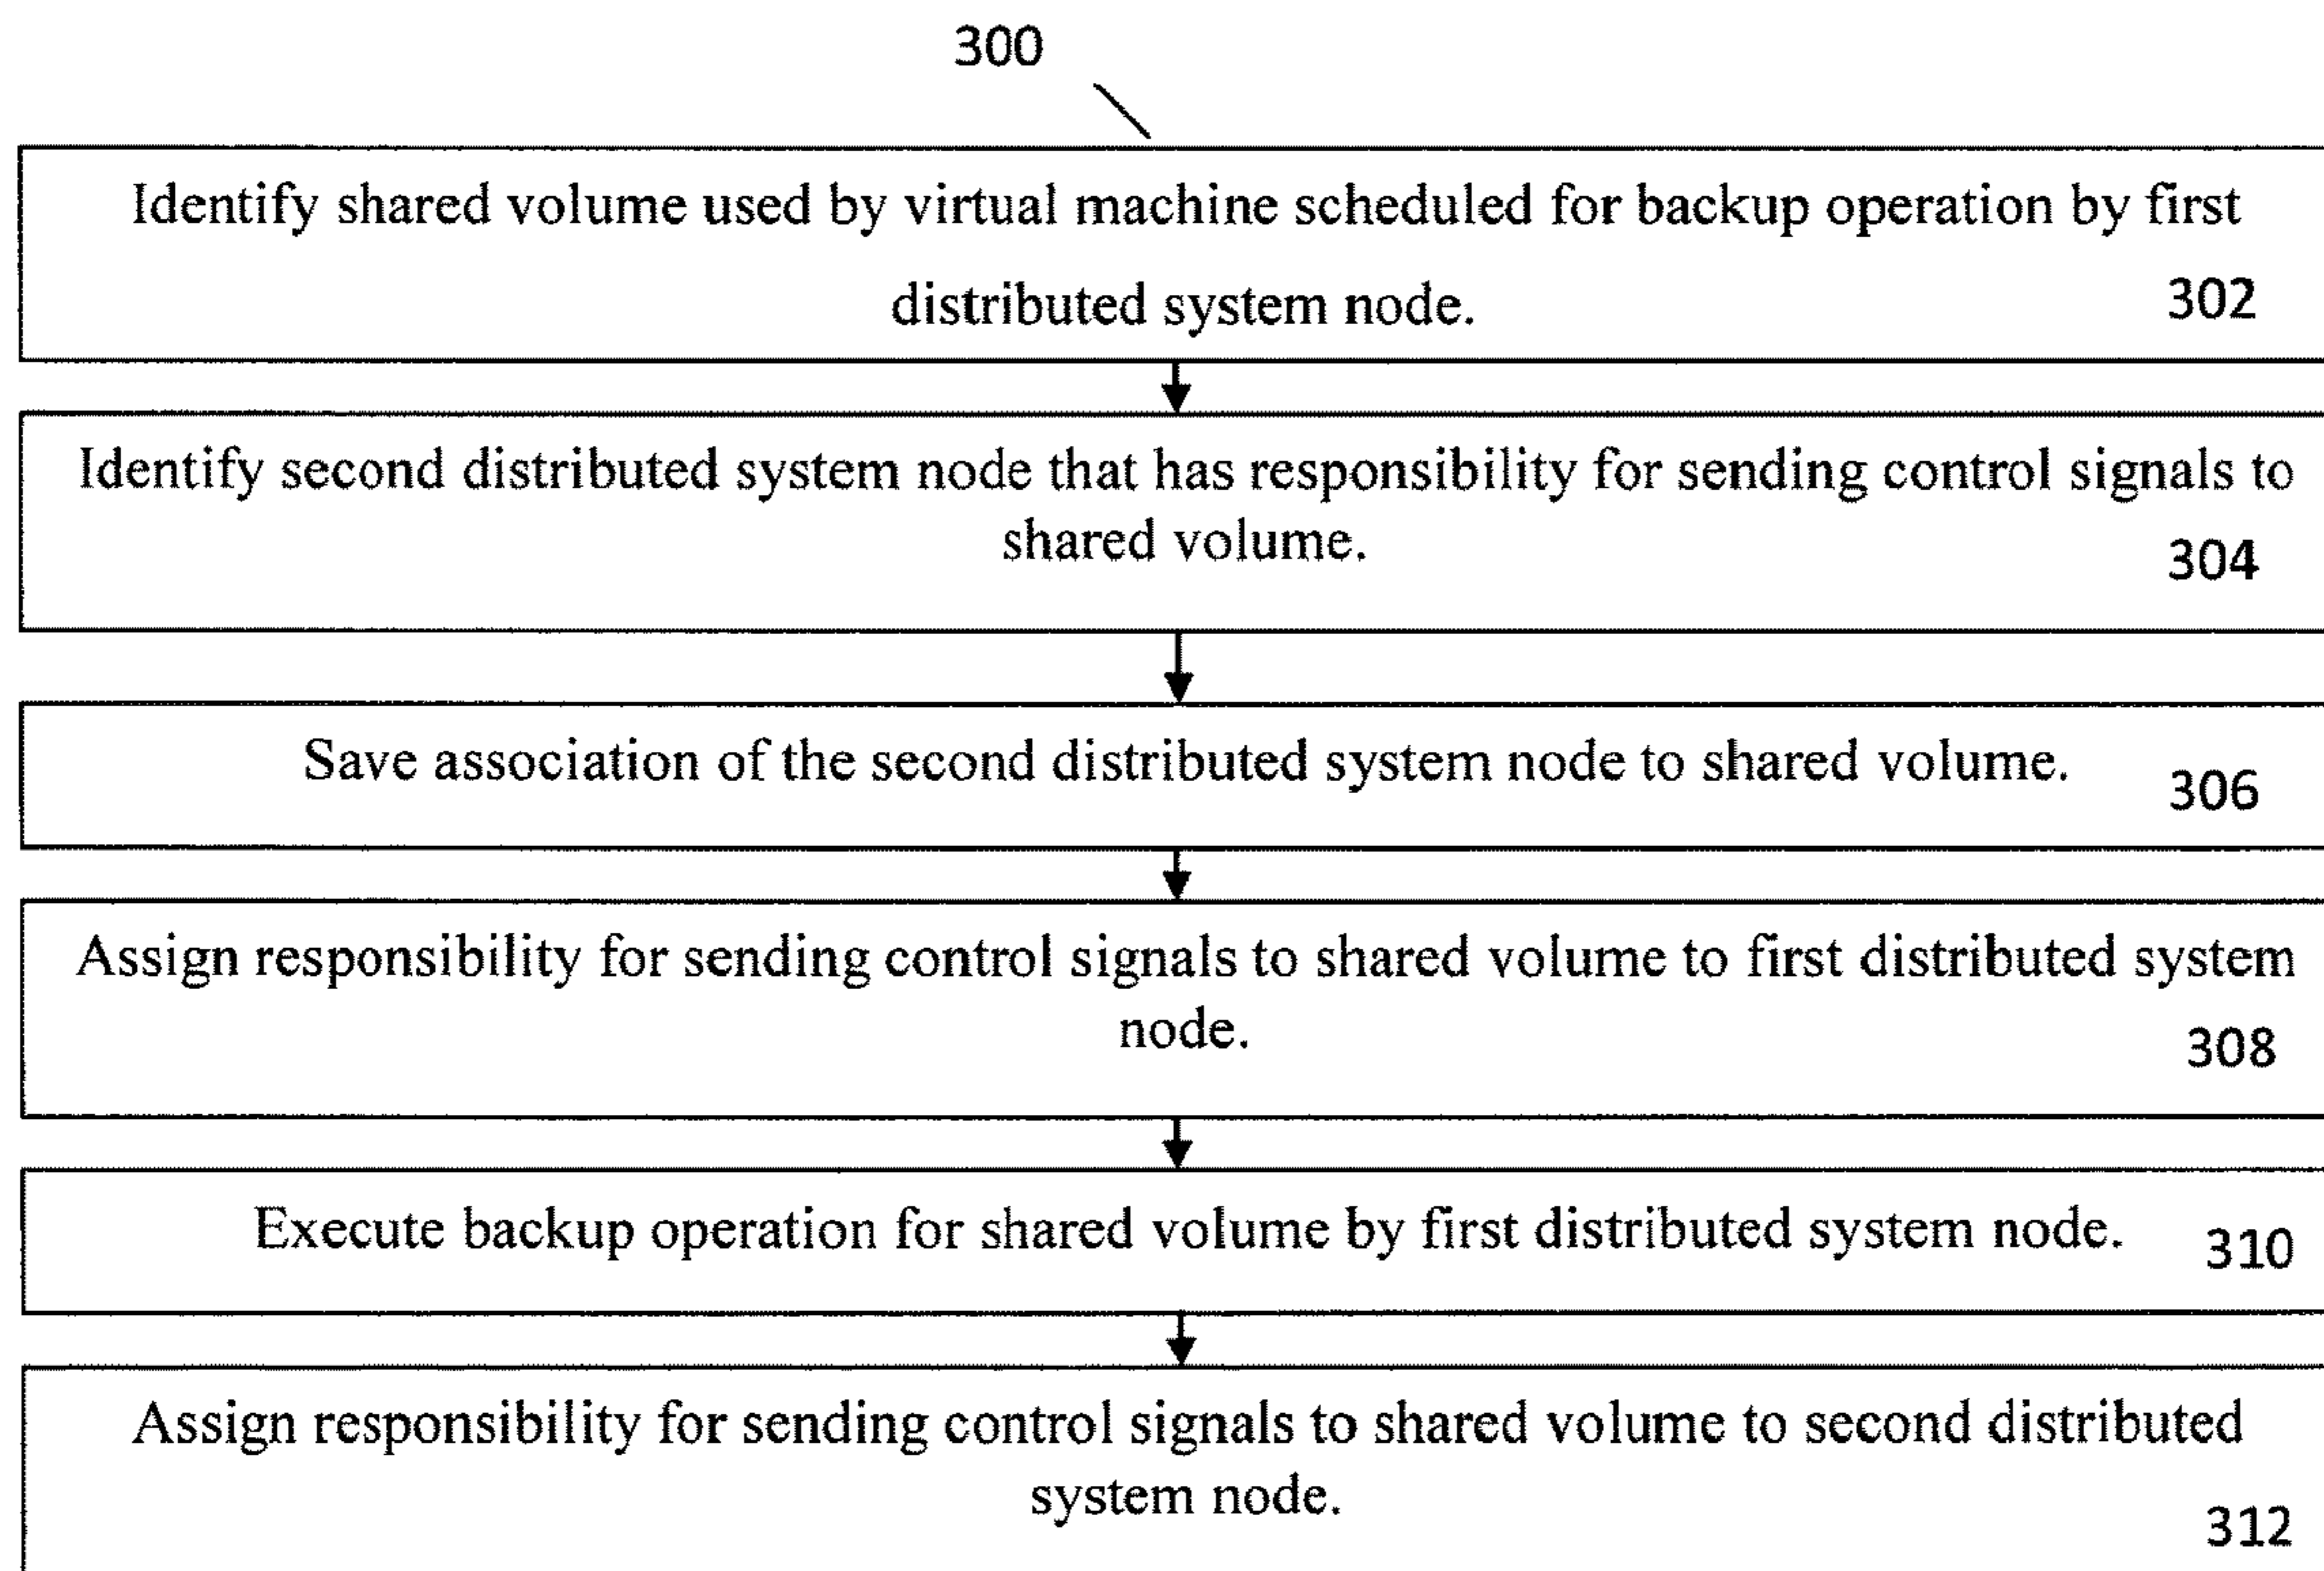 300
Identify shared volume used by virtual machine scheduled for backup operation by first
distributed system node.
302
Identify second distributed system node that has responsibility for sending control signals to
shared volume.
304
Save association of the second distributed system node to shared volume.
306
Assign responsibility for sending control signals to shared volume to first distributed system
node.
308
Execute backup operation for shared volume by first distributed system node.
310
Assign responsibility for sending control signals to shared volume to second distributed
system node.
312